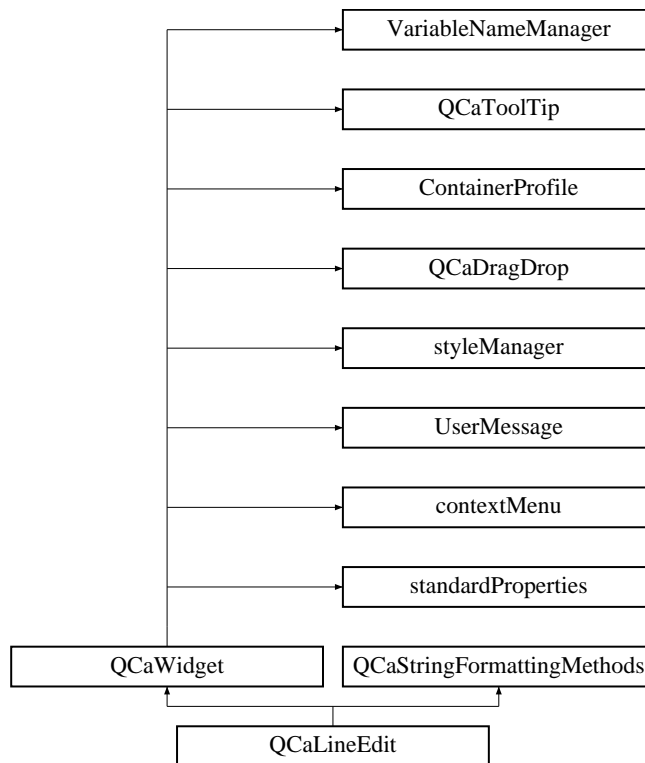 VariableNameManager
QCaToolTip
ContainerProfile
QCaDragDrop
styleManager
UserMessage
contextMenu
standardProperties
QCaWidget
QCaStringFormattingMethods
QCaLineEdit